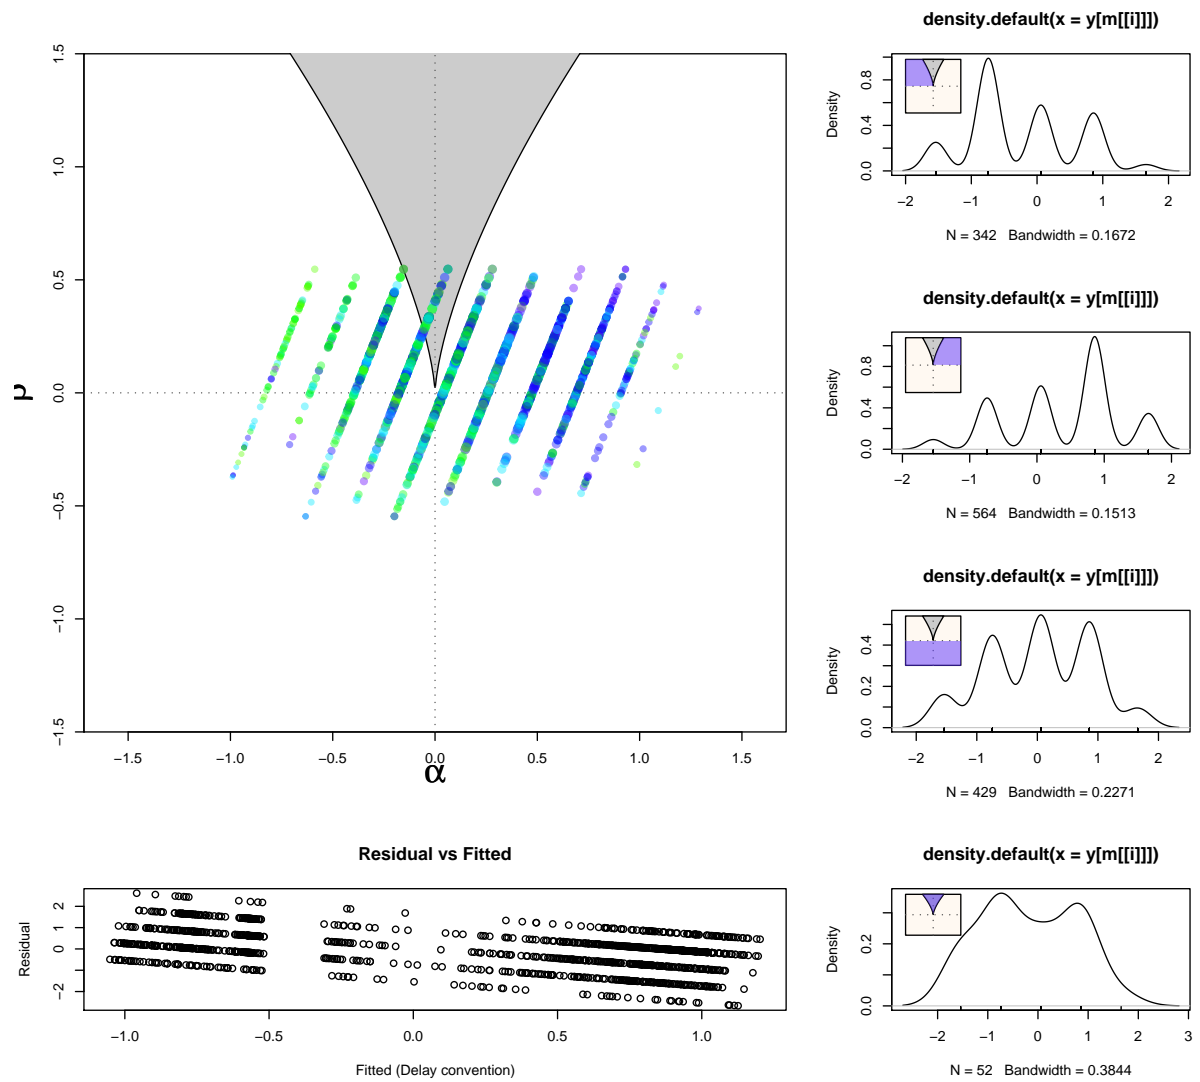 density.default(x = y[m[[i]]])
1.5
1.0
0.5
0.0
−0.5
−1.0
−1.5
−1.5 −1.0 −0.5 0.0 0.5 1.0 1.5
α
Density
0.0 0.4 0.8
−2 −1 0 1 2
N = 342 Bandwidth = 0.1672
density.default(x = y[m[[i]]])
Density
0.0 0.4 0.8
−2 −1 0 1 2
N = 564 Bandwidth = 0.1513
density.default(x = y[m[[i]]])
Density
0.0 0.2 0.4
−2 −1 0 1 2
N = 429 Bandwidth = 0.2271
Residual vs Fitted
Residual
−2 0 1 2
−1.0 −0.5 0.0 0.5 1.0
Fitted (Delay convention)
density.default(x = y[m[[i]]])
Density
0.0 0.2
−2 −1 0 1 2 3
N = 52 Bandwidth = 0.3844